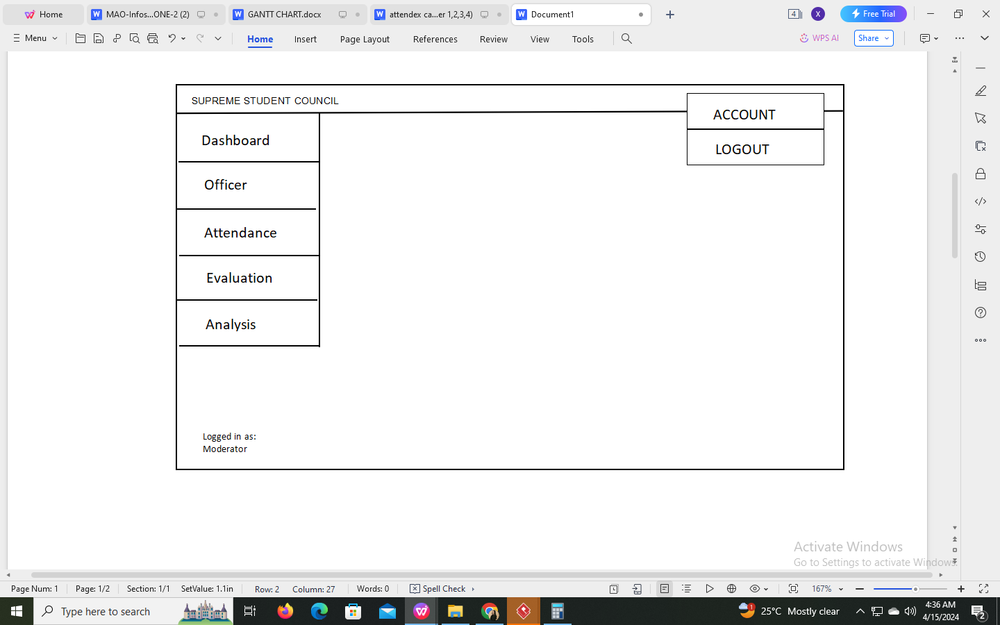 Home
MAO-Infos...ONE-2 (2)
GANTT CHART.docx
attendex ca...er 1,2,3,4)
Document1
4
X
Free Trial
Menu
Home
Insert
Page Layout
References
Review
View
Tools
WPS AI
Share
SUPREME STUDENT COUNCIL
ACCOUNT
LOGOUT
Dashboard
Officer
Attendance
Evaluation
Analysis
Logged in as:
Moderator
Activate Windows
Go to Settings to activate Windows.
Page Num: 1
Page: 1/2
Section: 1/1
SetValue: 1.1in
Row: 2
Column: 27
Words: 0
Spell Check
167%
Type here to search
1
25°C Mostly clear
4:36 AM
4/15/2024
2